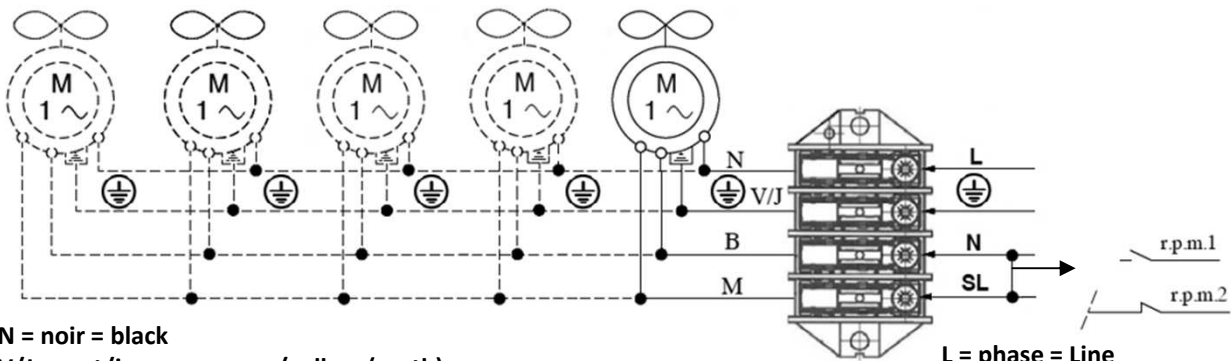 M
1 ~
M
1 ~
M
1 ~
M
1 ~
M
1 ~
N
L
V/J
B
N
r.p.m.1
M
SL
r.p.m.2
N = noir = black
L = phase = Line